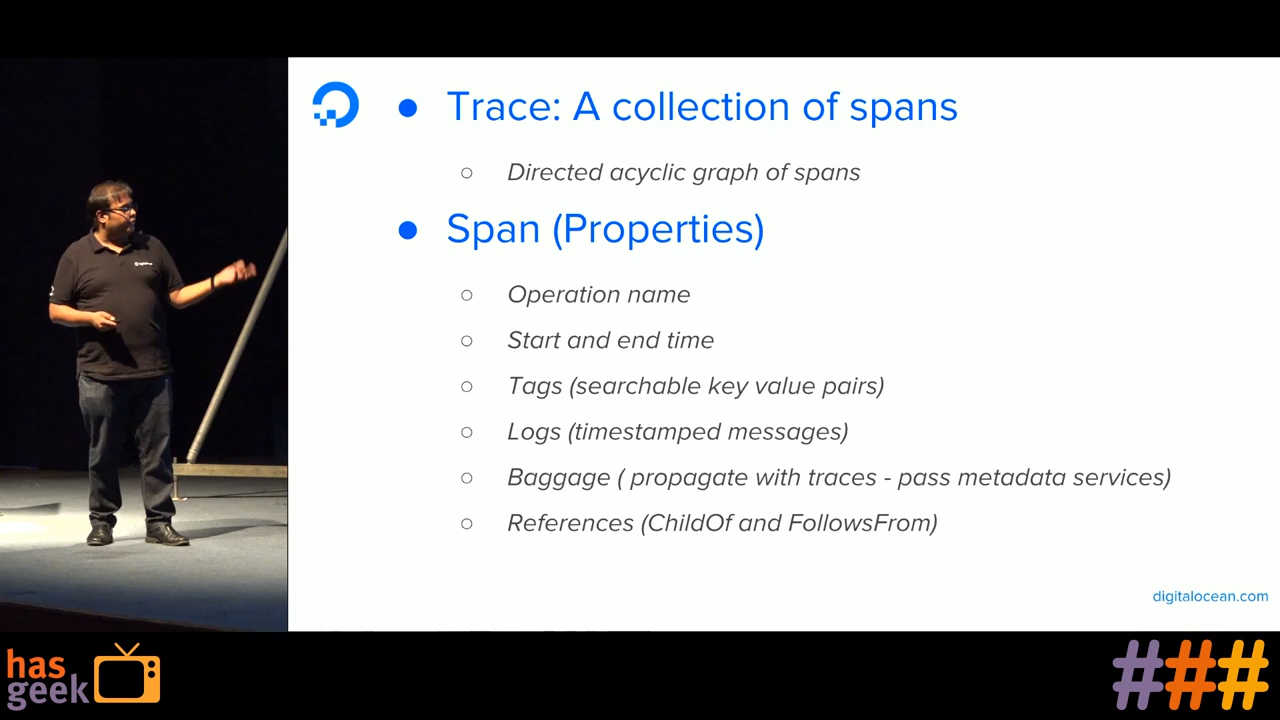 ● Trace: A collection of spans
○ Directed acyclic graph of spans
● Span (Properties)
○ Operation name
○ Start and end time
○ Tags (searchable key value pairs)
○ Logs (timestamped messages)
○ Baggage ( propagate with traces - pass metadata services)
○ References (ChildOf and FollowsFrom)
digitalocean.com
has
geek
###